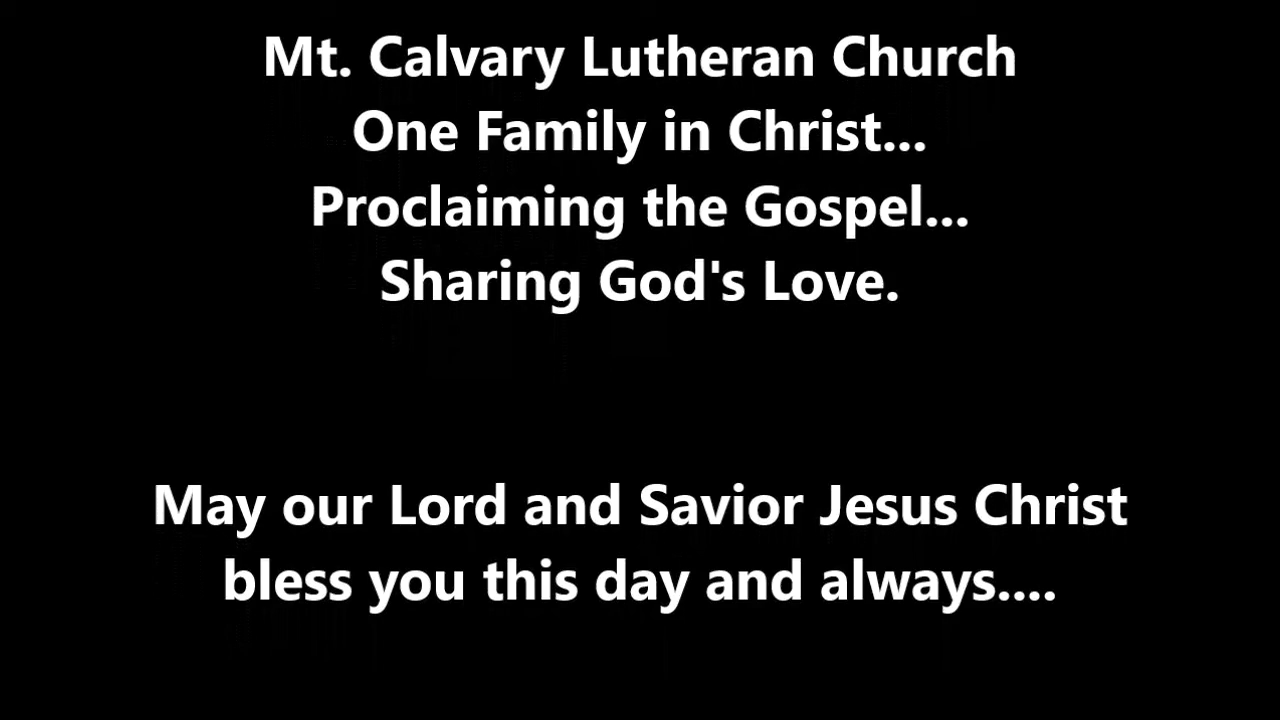 Mt. Calvary Lutheran Church
One Family in Christ...
Proclaiming the Gospel...
Sharing God's Love.
May our Lord and Savior Jesus Christ
bless you this day and always....